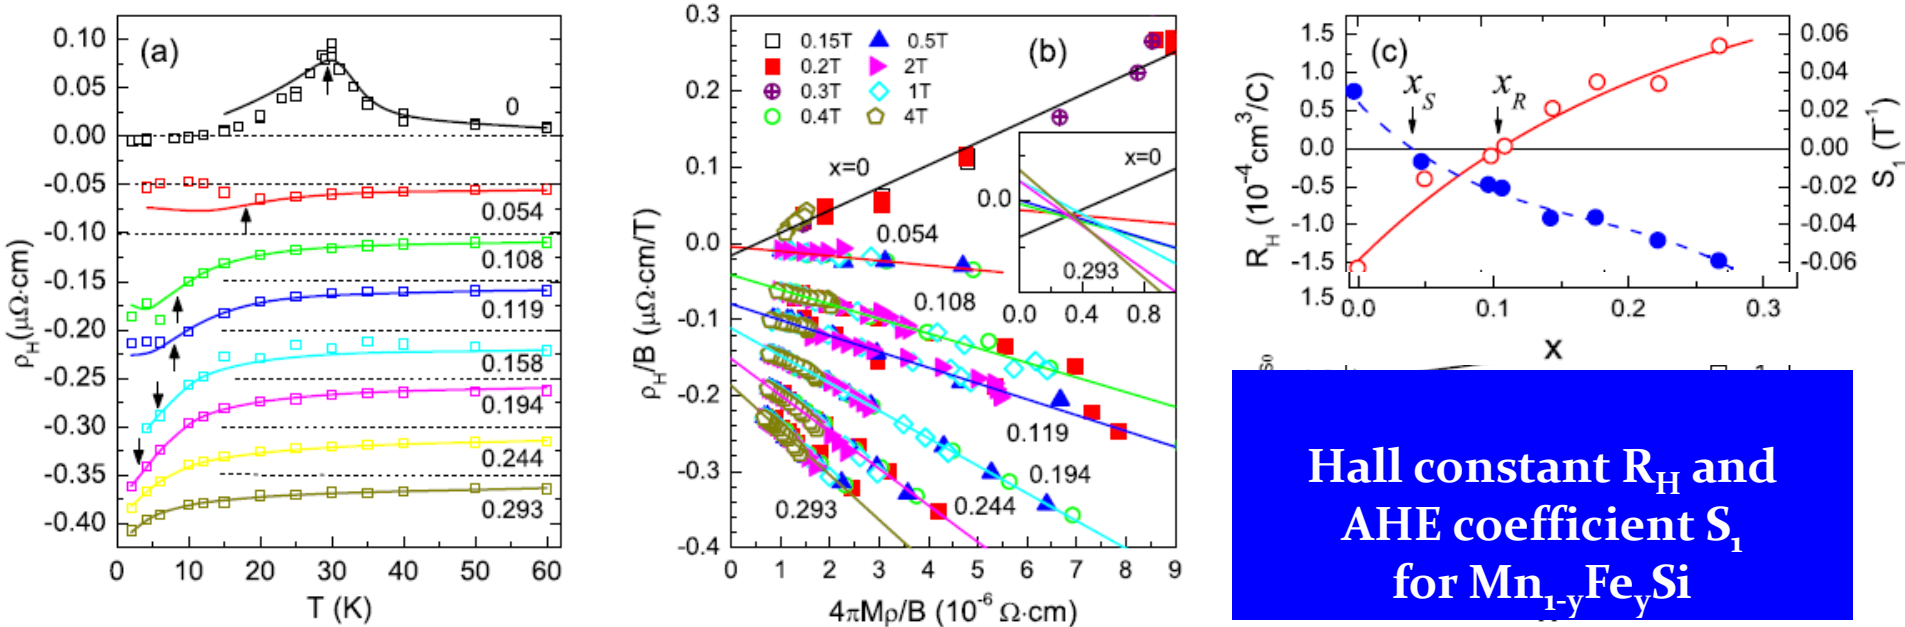 (a)
0.10
0.05
0.00
-0.05
-0.10
-0.15
-0.20
-0.25
-0.30
-0.35
-0.40
ρH(μΩ·cm)
0
0.054
0.108
0.119
0.158
0.194
0.244
0.293
0 10 20 30 40 50 60
T (K)
(b)
0.3
0.2
0.1
0.0
-0.1
-0.2
-0.3
-0.4
ρH/B (μΩ·cm/T)
0.15T 0.5T
0.2T 2T
0.3T 1T
0.4T 4T
x=0
0.054
0.108
0.119
0.194
0.244
0.293
x=0
0.0
0.293
0.0 0.4 0.8
0 1 2 3 4 5 6 7 8 9
4πMρ/B (10⁻⁶ Ω·cm)
(c)
1.5
1.0
0.5
0.0
-0.5
-1.0
-1.5
1.5
RH (10⁻⁴cm³/C)
xS xR
0.06
0.04
0.02
0.00
-0.02
-0.04
-0.06
S1 (T⁻¹)
0.0 0.1 0.2 0.3
x
Hall constant RH and
AHE coefficient S1
for Mn1-yFeySi